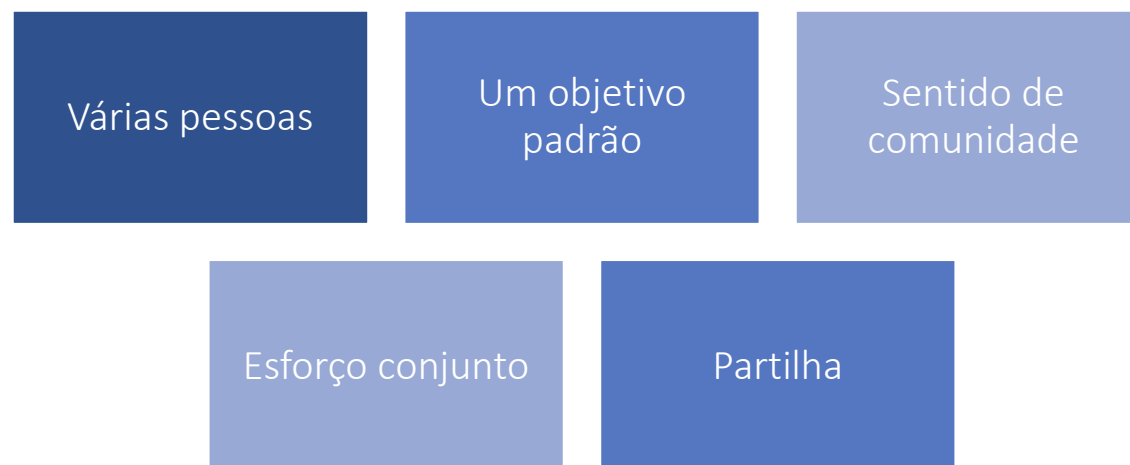 Várias pessoas
Um objetivo
padrão
Sentido de
comunidade
Esforço conjunto
Partilha